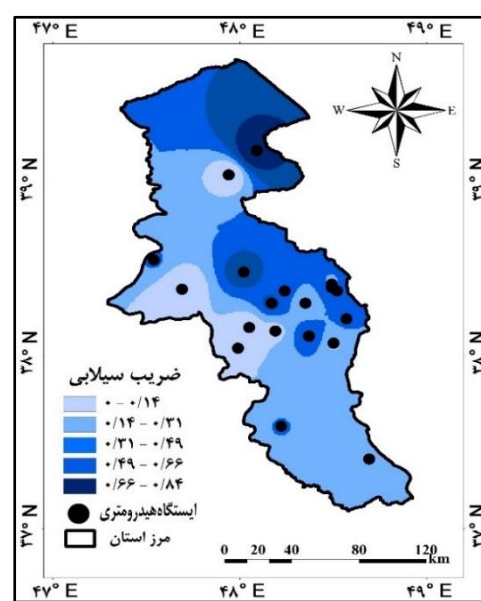 ۴۷° E ۴۸° E ۴۹° E
N
W E
S
۳۹° N ۳۹° N
۳۸° N ۳۸° N
ضریب سیلابی
۰ – ۰/۱۴
۰/۱۴ – ۰/۳۱
۰/۳۱ – ۰/۴۹
۰/۴۹ – ۰/۶۶
۰/۶۶ – ۰/۸۴
ایستگاه هیدرومتری
مرز استان
۳۷° N ۳۷° N
0 20 40 80 120
km
۴۷° E ۴۸° E ۴۹° E